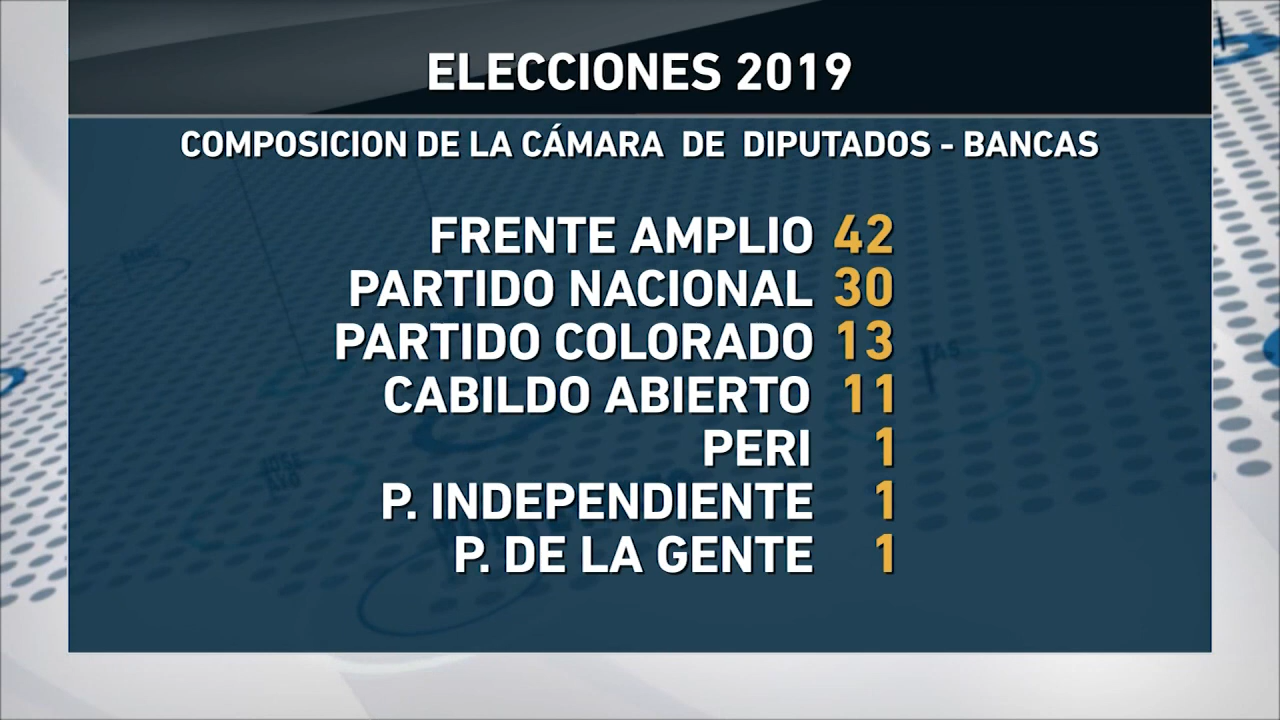 ELECCIONES 2019
COMPOSICION DE LA CÁMARA DE DIPUTADOS - BANCAS
FRENTE AMPLIO 42
PARTIDO NACIONAL 30
PARTIDO COLORADO 13
CABILDO ABIERTO 11
PERI 1
P. INDEPENDIENTE 1
P. DE LA GENTE 1